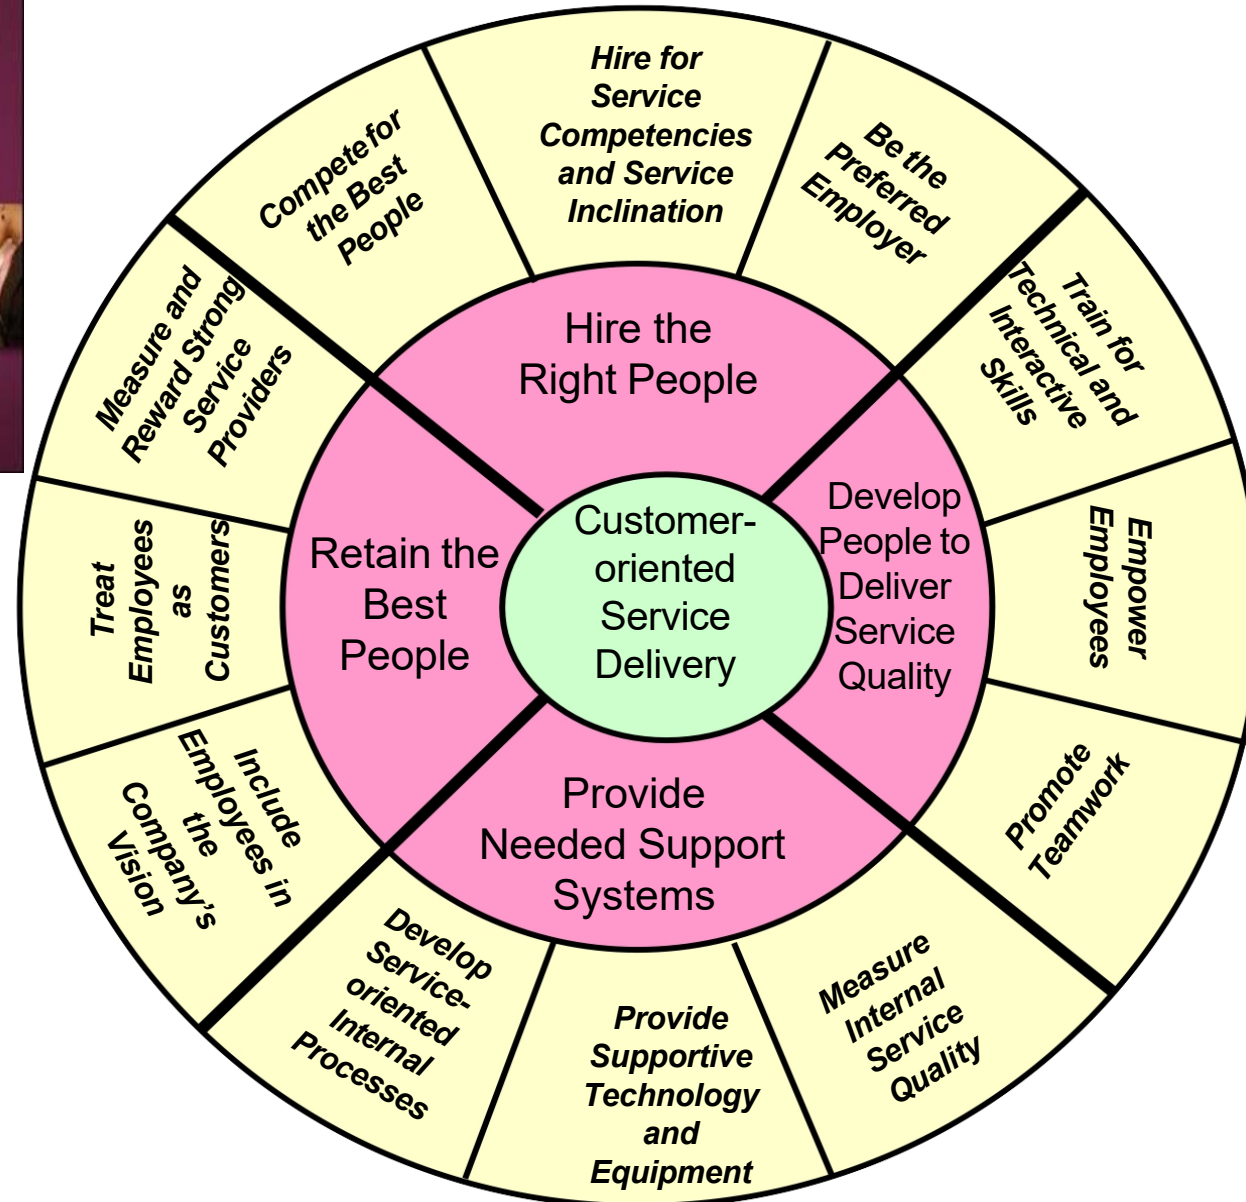 Hire for
Service
Competencies
and Service
Inclination
Be the
Preferred
Employer
Train for
Technical and
Interactive
Skills
Empower
Employees
Promote
Teamwork
Measure
Internal
Service
Quality
Provide
Supportive
Technology
and
Equipment
Develop
Service-
oriented
Internal
Processes
Include
Employees in
the
Company’s
Vision
Treat
Employees
as
Customers
Measure and
Reward Strong
Service
Providers
Compete for
the Best
People
Hire the
Right People
Develop
People to
Deliver
Service
Quality
Provide
Needed Support
Systems
Retain the
Best
People
Customer-
oriented
Service
Delivery